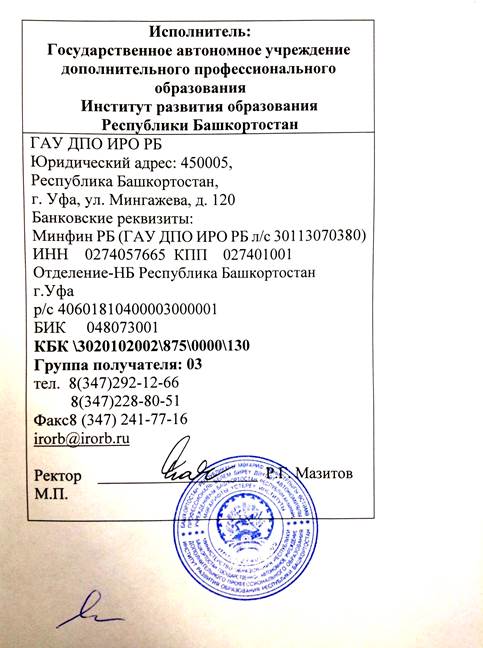 Исполнитель:
Государственное автономное учреждение
дополнительного профессионального
образования
Институт развития образования
Республики Башкортостан
ГАУ ДПО ИРО РБ
Юридический адрес: 450005,
Республика Башкортостан,
г. Уфа, ул. Мингажева, д. 120
Банковские реквизиты:
Минфин РБ (ГАУ ДПО ИРО РБ л/с 30113070380)
ИНН 0274057665 КПП 027401001
Отделение-НБ Республика Башкортостан
г.Уфа
р/с 40601810400003000001
БИК 048073001
КБК \3020102002\875\0000\130
Группа получателя: 03
тел. 8(347)292-12-66
8(347)228-80-51
Факс8 (347) 241-77-16
irorb@irorb.ru
Ректор Р.Г. Мазитов
М.П.